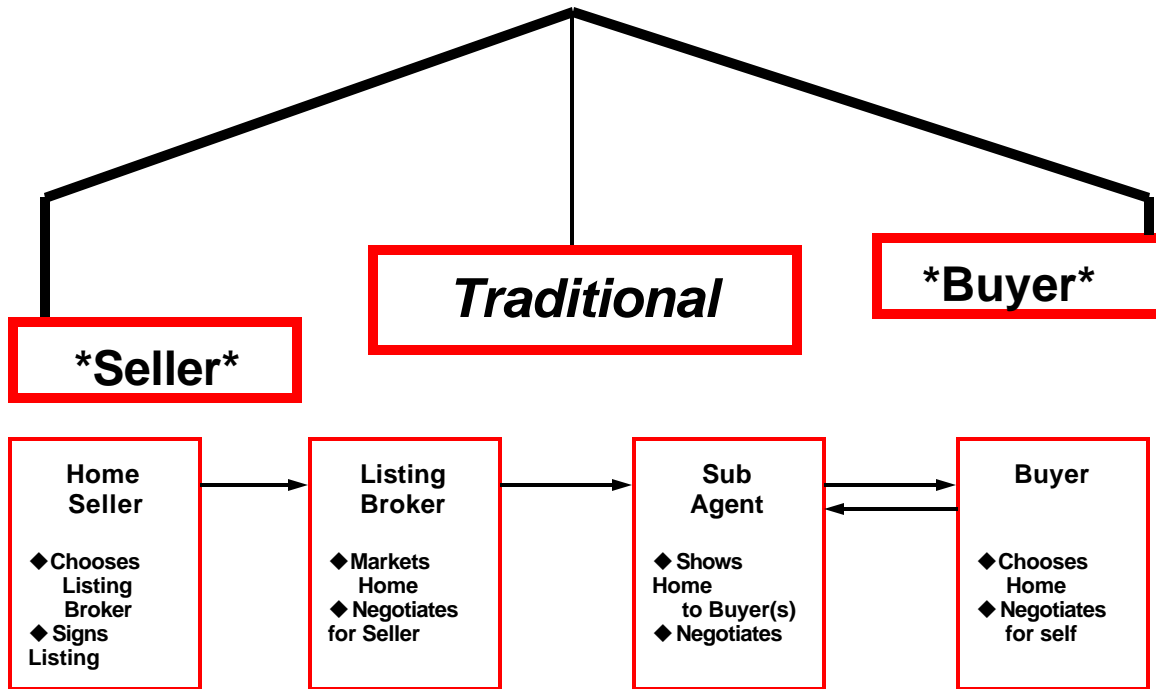 *Traditional*
*Buyer*
*Seller*
Home
Seller
◆Chooses
Listing
Broker
◆Signs
Listing
Listing
Broker
◆Markets
Home
◆Negotiates
for Seller
Sub
Agent
◆Shows
Home
to Buyer(s)
◆Negotiates
Buyer
◆Chooses
Home
◆Negotiates
for self